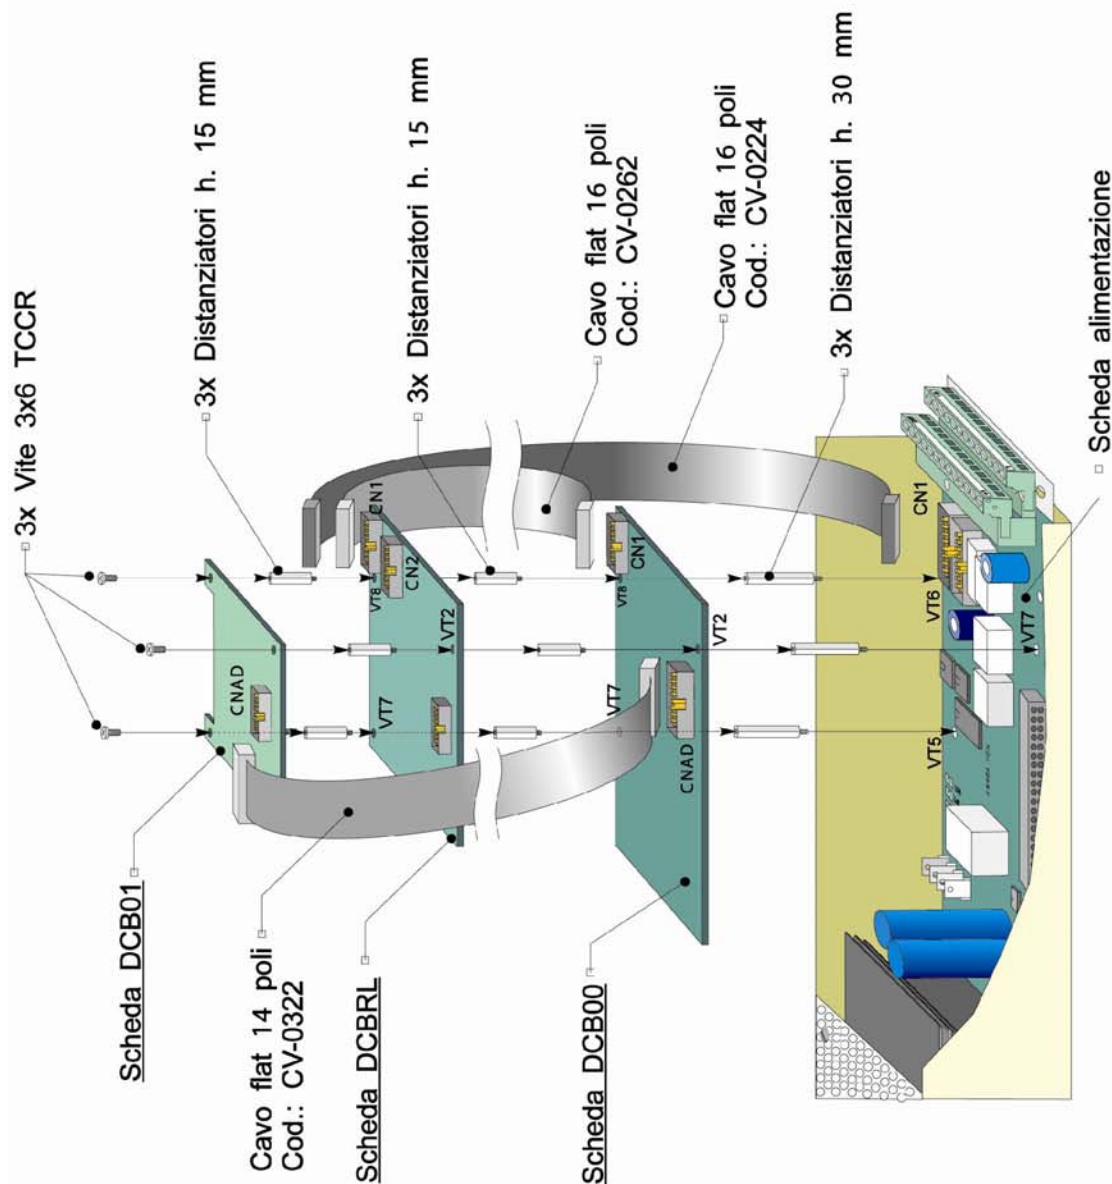 3x Vite 3x6 TCCR
3x Distanziatori h. 15 mm
3x Distanziatori h. 15 mm
Cavo flat 16 poli
Cod.: CV-0262
Cavo flat 16 poli
Cod.: CV-0224
3x Distanziatori h. 30 mm
Scheda alimentazione
Scheda DCB01
Cavo flat 14 poli
Cod.: CV-0322
Scheda DCBRL
Scheda DCB00
CNAD
CN1
CN2
VT8
VT2
VT7
CN1
VT8
VT2
VT7
CNAD
CN1
VT6
VT7
VT5